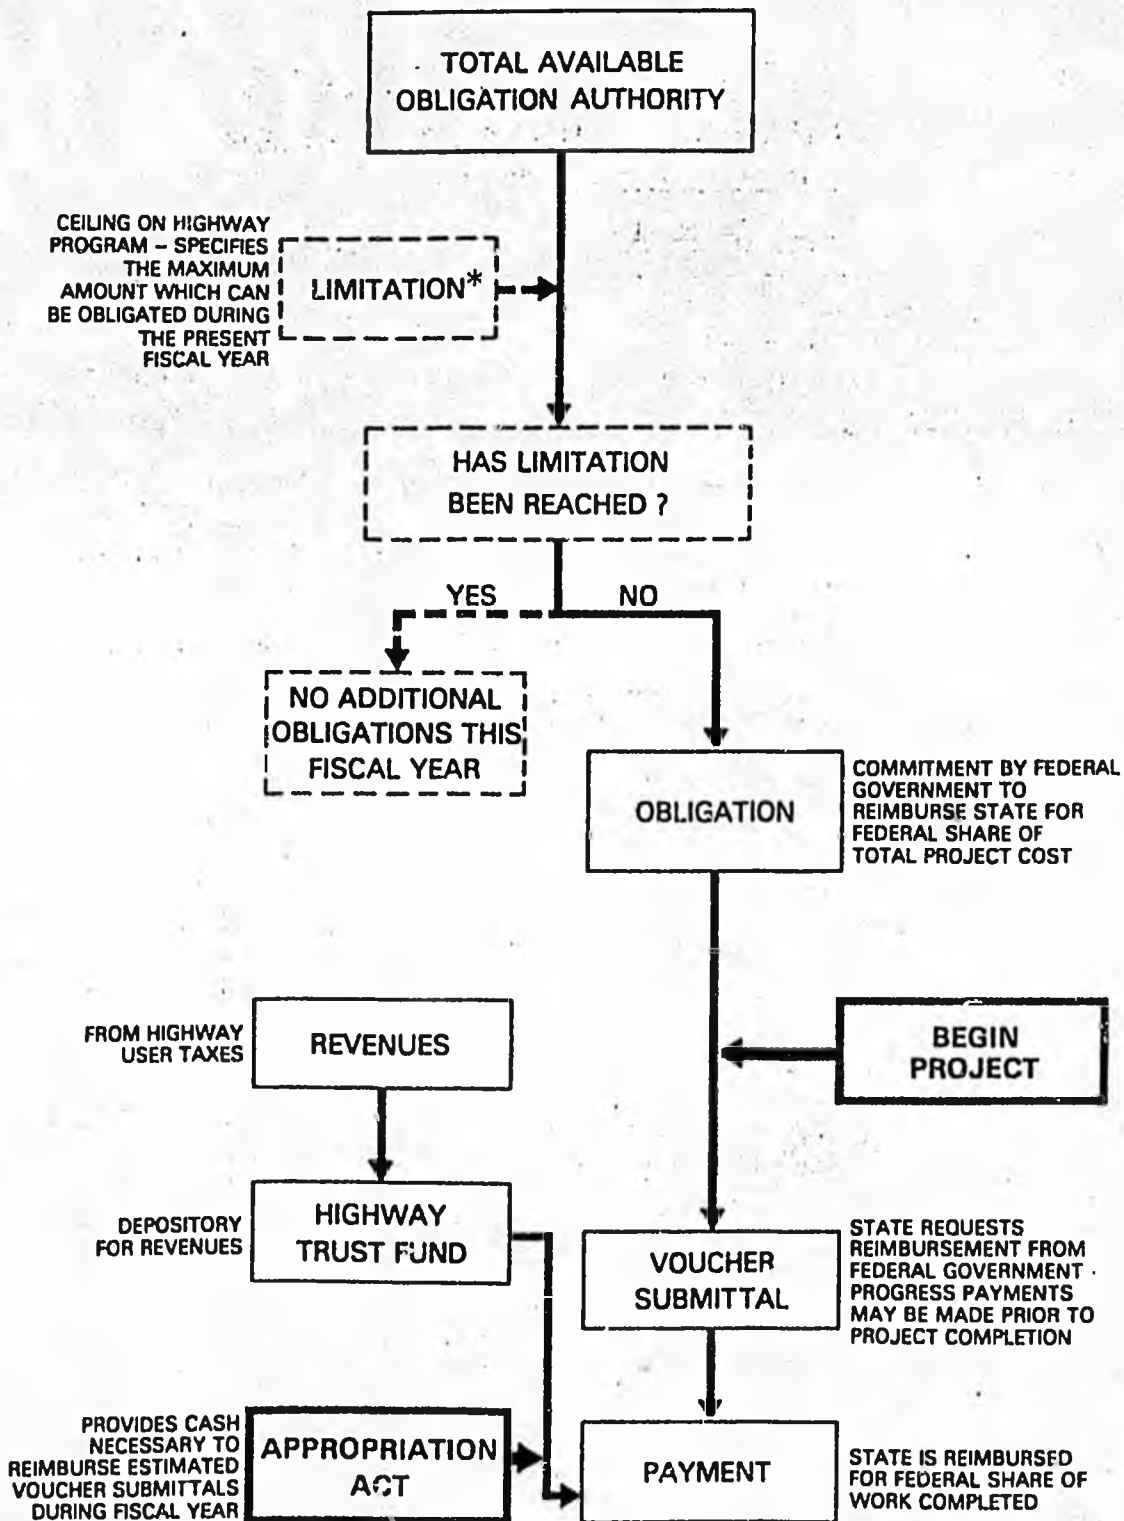 TOTAL AVAILABLE
OBLIGATION AUTHORITY
CEILING ON HIGHWAY
PROGRAM – SPECIFIES
THE MAXIMUM
AMOUNT WHICH CAN
BE OBLIGATED DURING
THE PRESENT
FISCAL YEAR
LIMITATION*
HAS LIMITATION
BEEN REACHED ?
YES
NO
NO ADDITIONAL
OBLIGATIONS THIS
FISCAL YEAR
OBLIGATION
COMMITMENT BY FEDERAL
GOVERNMENT TO
REIMBURSE STATE FOR
FEDERAL SHARE OF
TOTAL PROJECT COST
FROM HIGHWAY
USER TAXES
REVENUES
BEGIN
PROJECT
DEPOSITORY
FOR REVENUES
HIGHWAY
TRUST FUND
VOUCHER
SUBMITTAL
STATE REQUESTS
REIMBURSEMENT FROM
FEDERAL GOVERNMENT -
PROGRESS PAYMENTS
MAY BE MADE PRIOR TO
PROJECT COMPLETION
PROVIDES CASH
NECESSARY TO
REIMBURSE ESTIMATED
VOUCHER SUBMITTALS
DURING FISCAL YEAR
APPROPRIATION
ACT
PAYMENT
STATE IS REIMBURSED
FOR FEDERAL SHARE OF
WORK COMPLETED